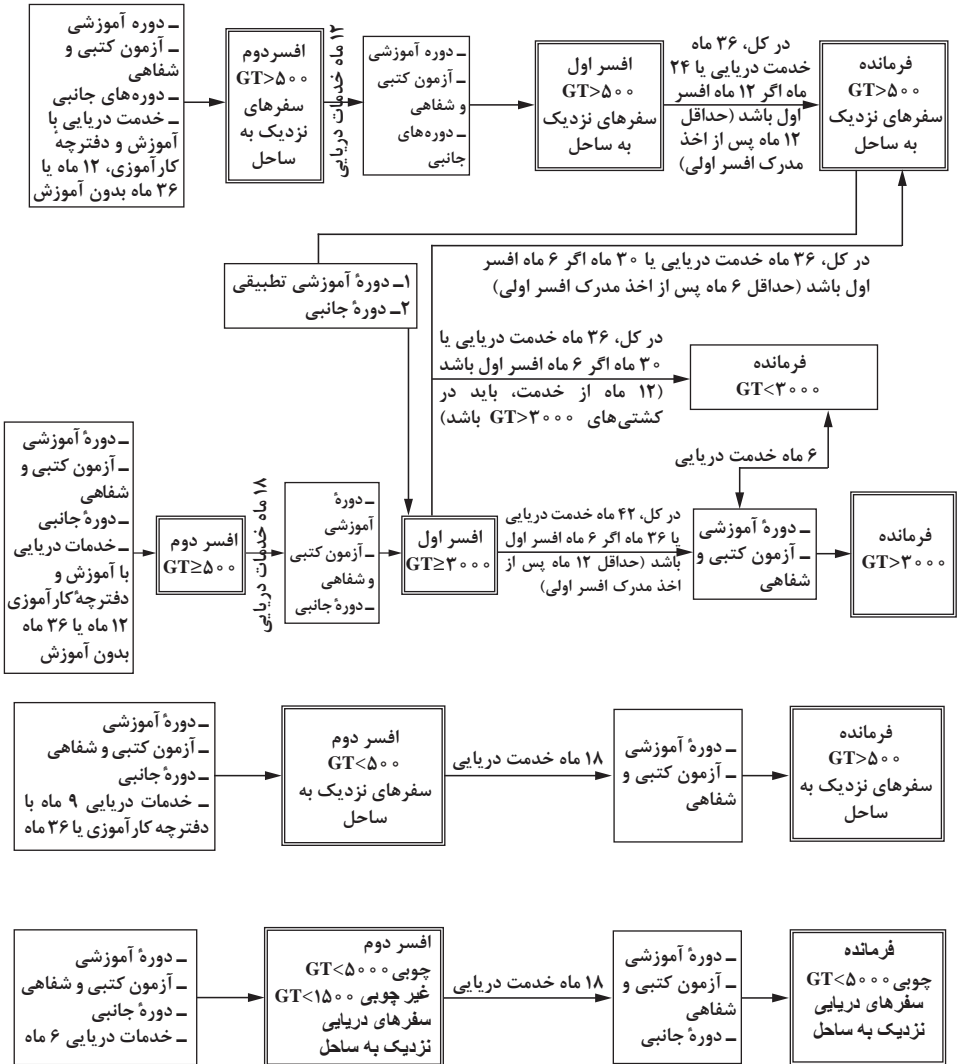 ـ دوره آموزشی
ـ آزمون کتبی و
شفاهی
ـ دوره‌های جانبی
ـ خدمت دریایی با
آموزش و دفترچهٔ
کارآموزی، ۱۲ ماه یا
۳۶ ماه بدون آموزش
افسر دوم
GT>۵۰۰
سفرهای
نزدیک به
ساحل
۱۲ ماه خدمات دریایی
ـ دوره آموزشی
ـ آزمون کتبی
و شفاهی
ـ دوره‌های
جانبی
افسر اول
GT>۵۰۰
سفرهای نزدیک
به ساحل
در کل، ۳۶ ماه
خدمت دریایی یا ۲۴
ماه اگر ۱۲ ماه افسر
اول باشد (حداقل
۱۲ ماه پس از اخذ
مدرک افسر اولی)
فرمانده
GT>۵۰۰
سفرهای نزدیک
به ساحل
در کل، ۳۶ ماه خدمت دریایی یا ۳۰ ماه اگر ۶ ماه افسر
اول باشد (حداقل ۶ ماه پس از اخذ مدرک افسر اولی)
۱ـ دورهٔ آموزشی تطبیقی
۲ـ دورهٔ جانبی
در کل، ۳۶ ماه خدمت دریایی یا
۳۰ ماه اگر ۶ ماه افسر اول باشد
(۱۲ ماه از خدمت، باید در
کشتی‌های GT>۳۰۰۰ باشد)
فرمانده
GT<۳۰۰۰
۶ ماه خدمت دریایی
ـ دورهٔ آموزشی
ـ آزمون کتبی و
شفاهی
ـ دورهٔ جانبی
ـ خدمات دریایی
با آموزش و
دفترچهٔ کارآموزی
۱۲ ماه یا ۳۶ ماه
بدون آموزش
افسر دوم
GT≥۵۰۰
۱۸ ماه خدمات دریایی
ـ دورهٔ
آموزشی
ـ آزمون کتبی
و شفاهی
ـ دورهٔ جانبی
افسر اول
GT≥۳۰۰۰
در کل، ۴۲ ماه خدمت دریایی
یا ۳۶ ماه اگر ۶ ماه افسر اول
باشد (حداقل ۱۲ ماه پس از
اخذ مدرک افسر اولی)
ـ دورهٔ آموزشی
ـ آزمون کتبی و
شفاهی
فرمانده
GT>۳۰۰۰
ـ دورهٔ آموزشی
ـ آزمون کتبی و شفاهی
ـ دورهٔ جانبی
ـ خدمات دریایی ۹ ماه با
دفترچه کارآموزی یا ۳۶ ماه
افسر دوم
GT<۵۰۰
سفرهای نزدیک به
ساحل
۱۸ ماه خدمت دریایی
ـ دورهٔ آموزشی
ـ آزمون کتبی و
شفاهی
فرمانده
GT>۵۰۰
سفرهای نزدیک به
ساحل
ـ دورهٔ آموزشی
ـ آزمون کتبی و شفاهی
ـ دورهٔ جانبی
ـ خدمات دریایی ۶ ماه
افسر دوم
چوبی GT<۵۰۰۰
غیر چوبی GT<۱۵۰۰
سفرهای دریایی
نزدیک به ساحل
۱۸ ماه خدمت دریایی
ـ دورهٔ آموزشی
ـ آزمون کتبی و
شفاهی
ـ دورهٔ جانبی
فرمانده
چوبی GT<۵۰۰۰
سفرهای دریایی
نزدیک به ساحل